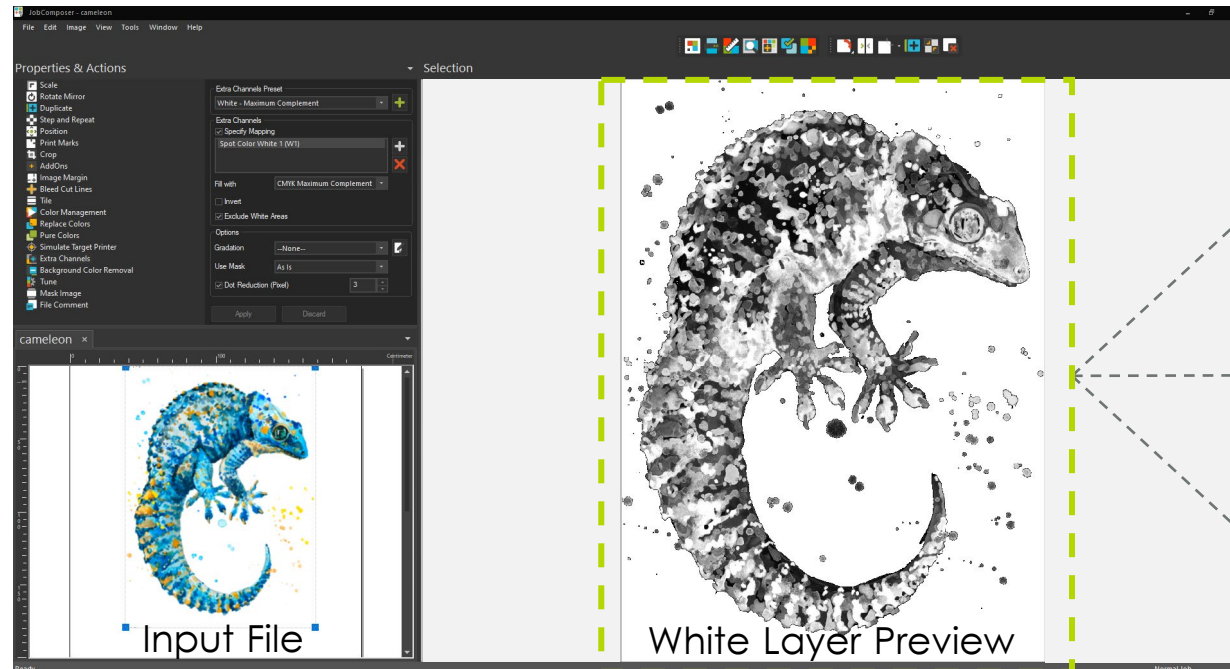 JobComposer - cameleon
File Edit Image View Tools Window Help
Properties & Actions
Selection
Scale
Rotate Mirror
Duplicate
Step and Repeat
Position
Print Marks
Crop
AddOns
Image Margin
Bleed Cut Lines
Tile
Color Management
Replace Colors
Pure Colors
Simulate Target Printer
Extra Channels
Background Color Removal
Tune
Mask Image
File Comment
Extra Channels Preset
White - Maximum Complement
Extra Channels
Specify Mapping
Spot Color White 1 (W1)
Fill with CMYK Maximum Complement
Invert
Exclude White Areas
Options
Gradation --None--
Use Mask As Is
Dot Reduction (Pixel) 3
Apply Discard
cameleon ×
0 100 Centimeter
Input File
White Layer Preview
Ready
Normal Job